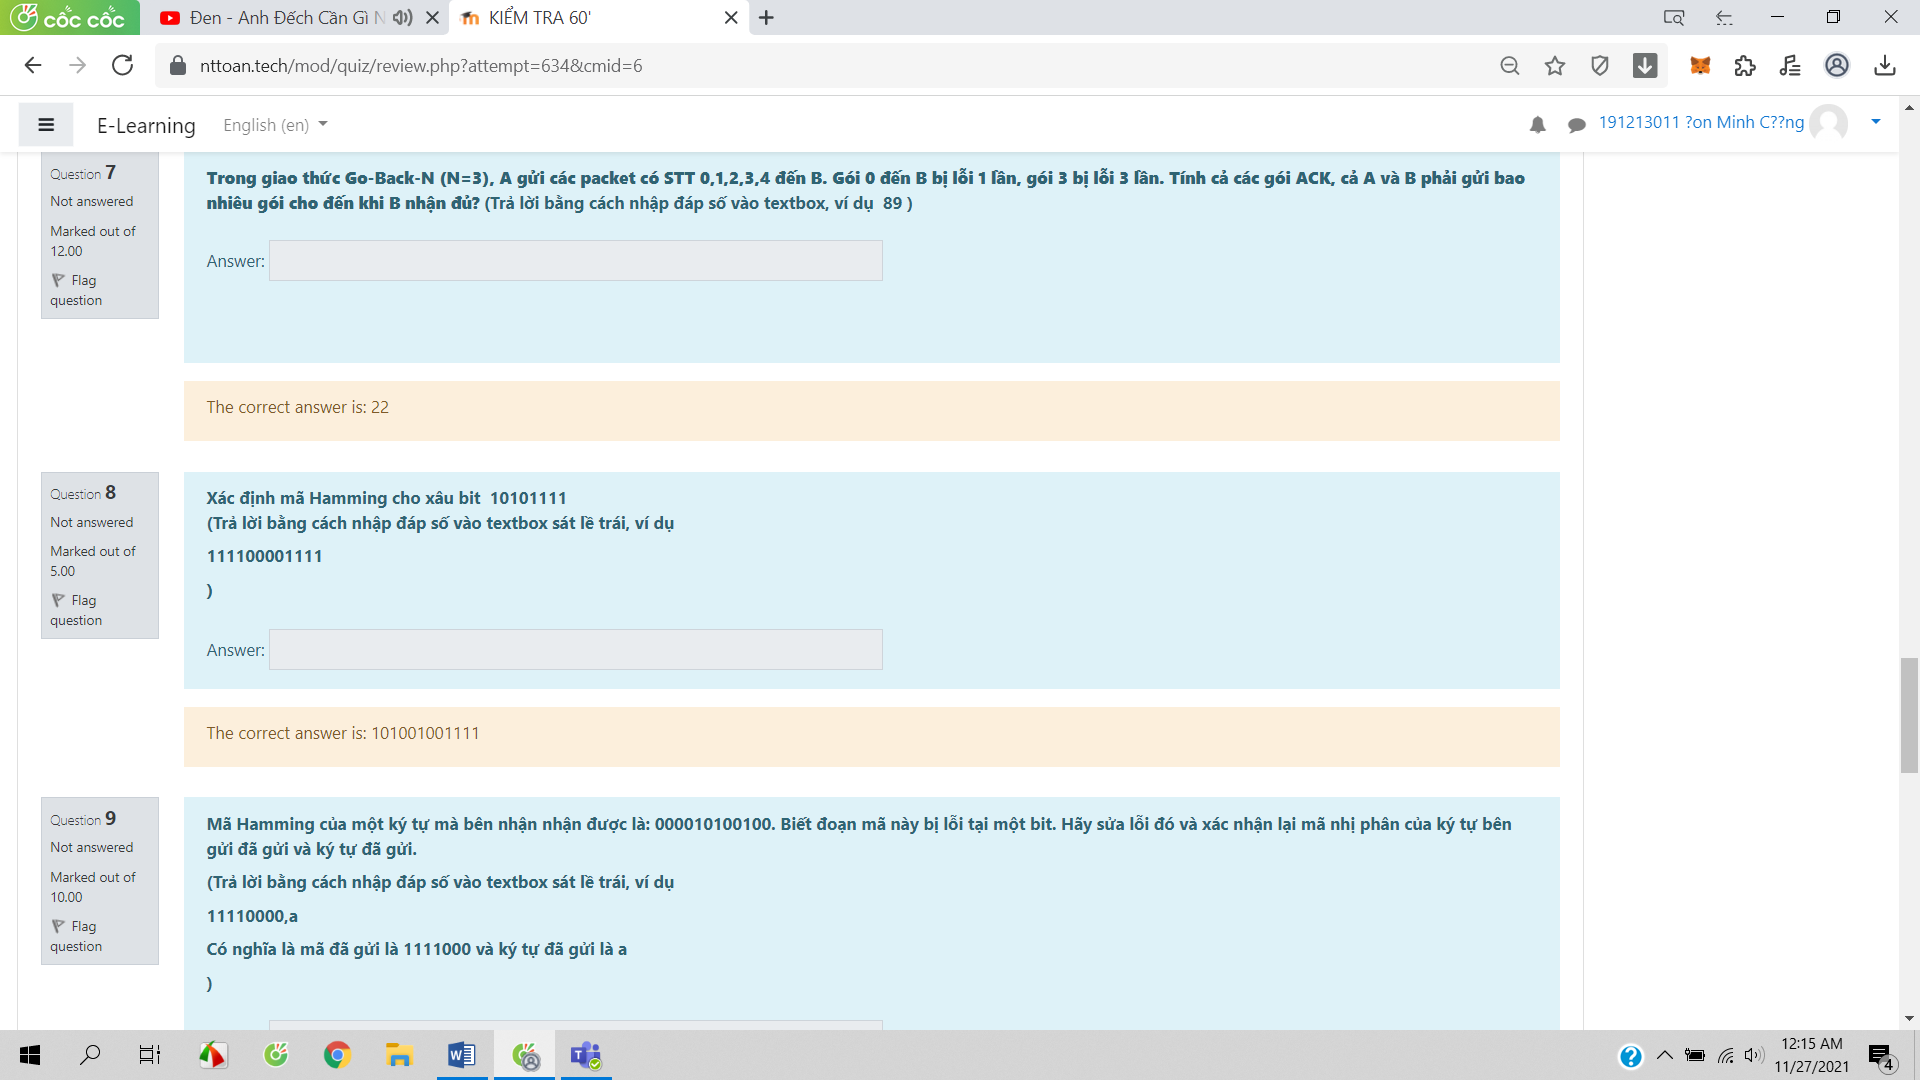 cốc cốc
Đen - Anh Đếch Cần Gì N
KIỂM TRA 60'
nttoan.tech/mod/quiz/review.php?attempt=634&cmid=6
E-Learning
English (en)
191213011 ?on Minh C??ng
Question 7
Not answered
Marked out of
12.00
Flag
question
Trong giao thức Go-Back-N (N=3), A gửi các packet có STT 0,1,2,3,4 đến B. Gói 0 đến B bị lỗi 1 lần, gói 3 bị lỗi 3 lần. Tính cả các gói ACK, cả A và B phải gửi bao
nhiêu gói cho đến khi B nhận đủ? (Trả lời bằng cách nhập đáp số vào textbox, ví dụ 89 )
Answer:
The correct answer is: 22
Question 8
Not answered
Marked out of
5.00
Flag
question
Xác định mã Hamming cho xâu bit 10101111
(Trả lời bằng cách nhập đáp số vào textbox sát lề trái, ví dụ
111100001111
)
Answer:
The correct answer is: 101001001111
Question 9
Not answered
Marked out of
10.00
Flag
question
Mã Hamming của một ký tự mà bên nhận nhận được là: 000010100100. Biết đoạn mã này bị lỗi tại một bit. Hãy sửa lỗi đó và xác nhận lại mã nhị phân của ký tự bên
gửi đã gửi và ký tự đã gửi.
(Trả lời bằng cách nhập đáp số vào textbox sát lề trái, ví dụ
11110000,a
Có nghĩa là mã đã gửi là 1111000 và ký tự đã gửi là a
)
12:15 AM
11/27/2021
4